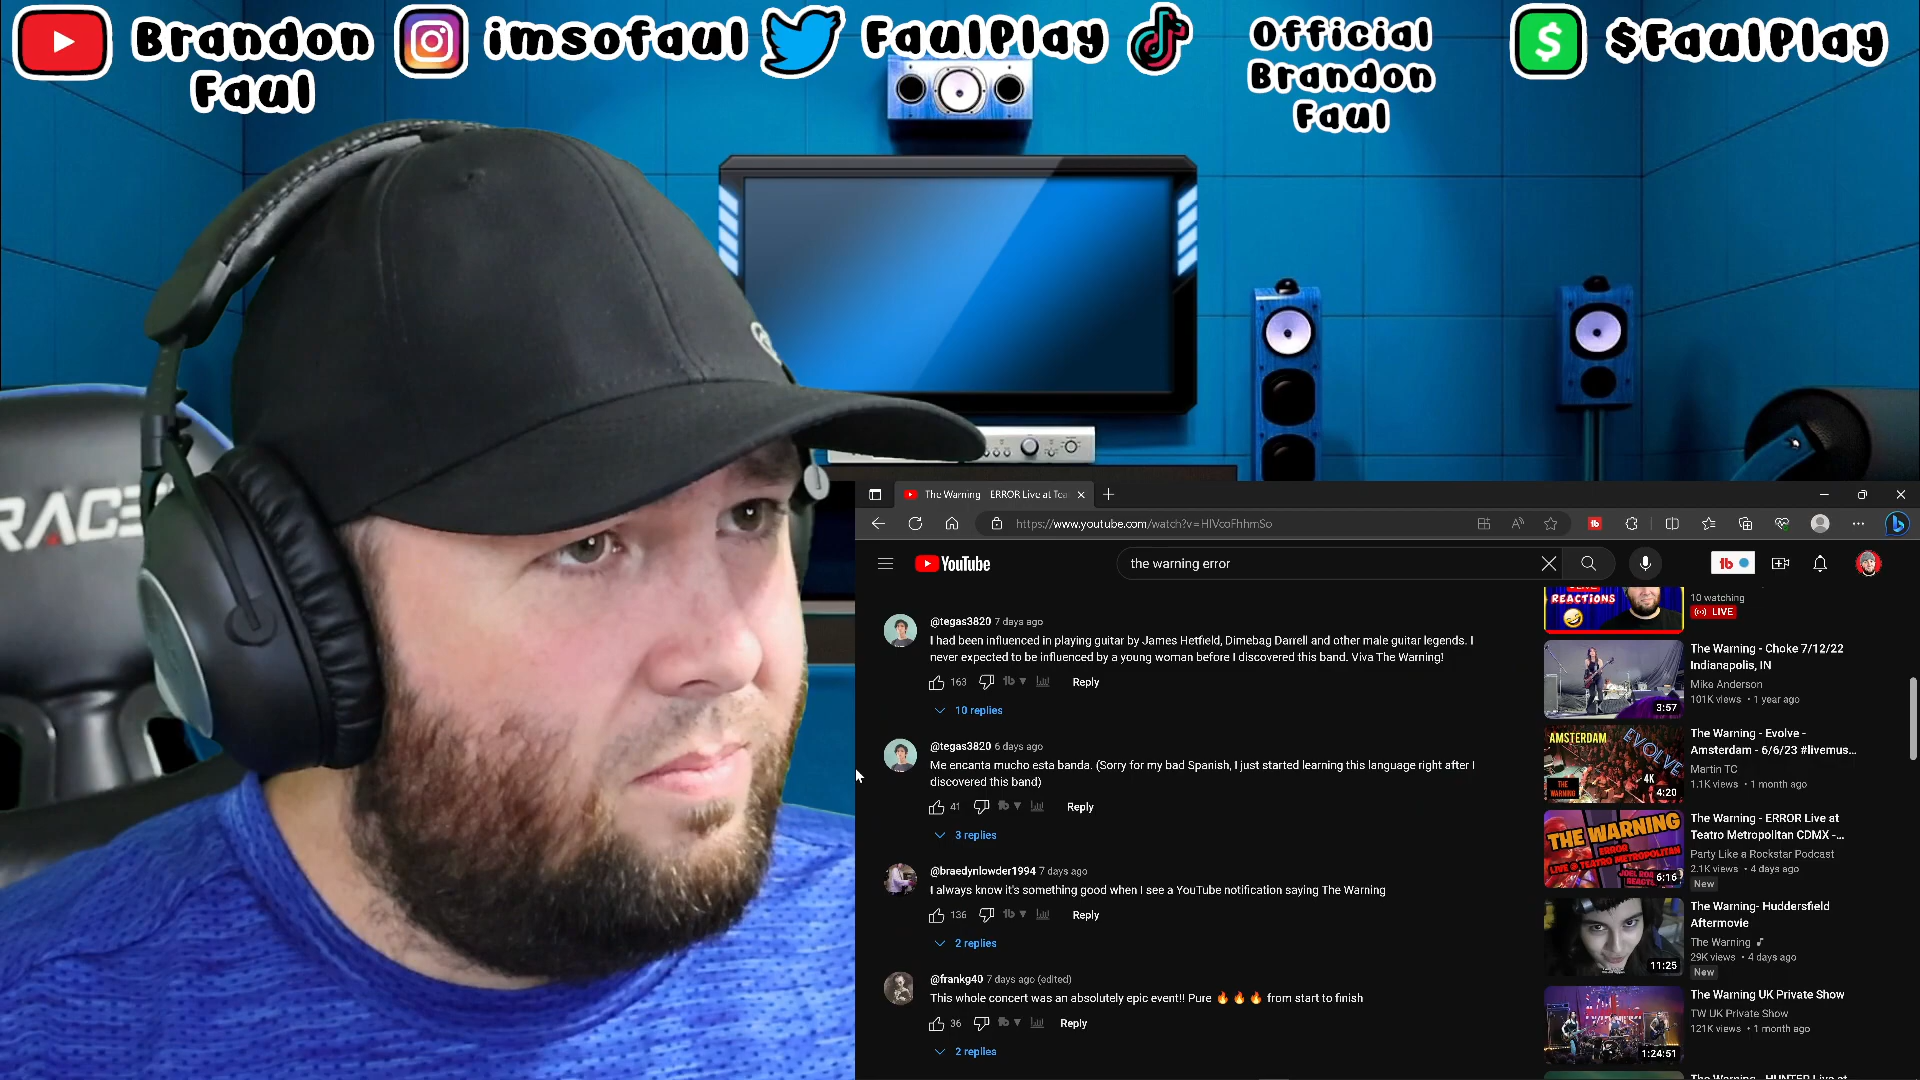 Brandon
Faul
imsofaul
FaulPlay
Official
Brandon
Faul
$FaulPlay
RACE
The Warning ERROR Live at Tea
https://www.youtube.com/watch?v=HIVcoFhhmSo
YouTube
the warning error
tb
REACTIONS
10 watching
LIVE
@tegas3820 7 days ago
I had been influenced in playing guitar by James Hetfield, Dimebag Darrell and other male guitar legends. I
never expected to be influenced by a young woman before I discovered this band. Viva The Warning!
163
Reply
10 replies
@tegas3820 6 days ago
Me encanta mucho esta banda. (Sorry for my bad Spanish, I just started learning this language right after I
discovered this band)
41
Reply
3 replies
@braedynlowder1994 7 days ago
I always know it's something good when I see a YouTube notification saying The Warning
136
Reply
2 replies
@frankg40 7 days ago (edited)
This whole concert was an absolutely epic event!! Pure 🔥🔥🔥 from start to finish
36
Reply
2 replies
3:57
The Warning - Choke 7/12/22
Indianapolis, IN
Mike Anderson
101K views • 1 year ago
AMSTERDAM
EVOLVE
4K
THE
WARNING
4:20
The Warning - Evolve -
Amsterdam - 6/6/23 #livemus...
Martin TC
1.1K views • 1 month ago
THE WARNING
ERROR
LIVE @ TEATRO METROPOLITAN
6:16
The Warning - ERROR Live at
Teatro Metropolitan CDMX -...
Party Like a Rockstar Podcast
2.1K views • 4 days ago
New
11:25
The Warning- Huddersfield
Aftermovie
The Warning
29K views • 4 days ago
New
1:24:51
The Warning UK Private Show
TW UK Private Show
121K views • 1 month ago